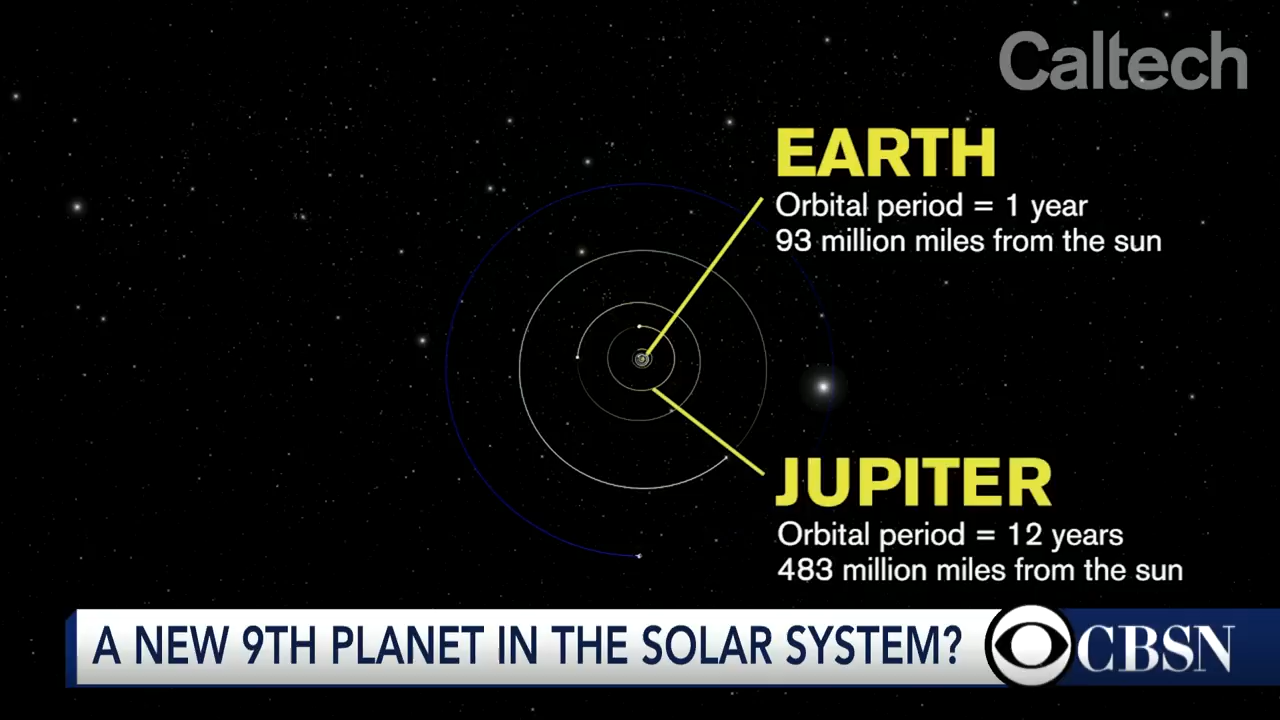 Caltech
EARTH
Orbital period = 1 year
93 million miles from the sun
JUPITER
Orbital period = 12 years
483 million miles from the sun
A NEW 9TH PLANET IN THE SOLAR SYSTEM?
CBSN